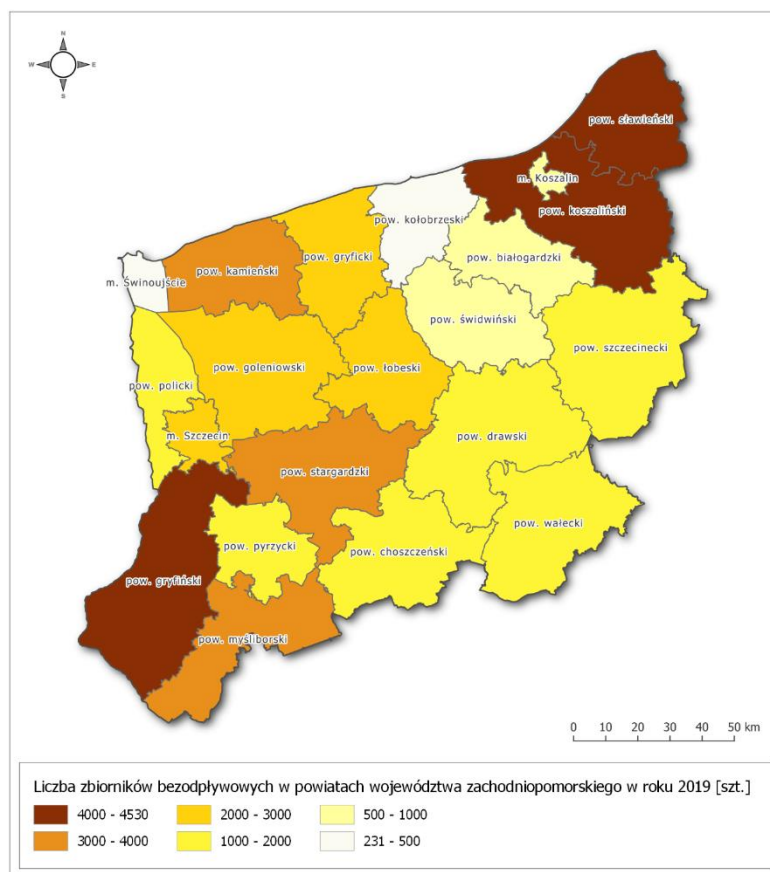 N
W E
S
pow. sławieński
m. Koszalin
pow. koszaliński
pow. kołobrzeski
pow. gryficki
pow. białogardzki
pow. kamieński
m. Świnoujście
pow. świdwiński
pow. szczecinecki
pow. goleniowski
pow. łobeski
pow. policki
m. Szczecin
pow. drawski
pow. stargardzki
pow. wałecki
pow. pyrzycki
pow. choszczeński
pow. gryfiński
pow. myśliborski
0 10 20 30 40 50 km
Liczba zbiorników bezodpływowych w powiatach województwa zachodniopomorskiego w roku 2019 [szt.]
4000 - 4530 2000 - 3000 500 - 1000
3000 - 4000 1000 - 2000 231 - 500